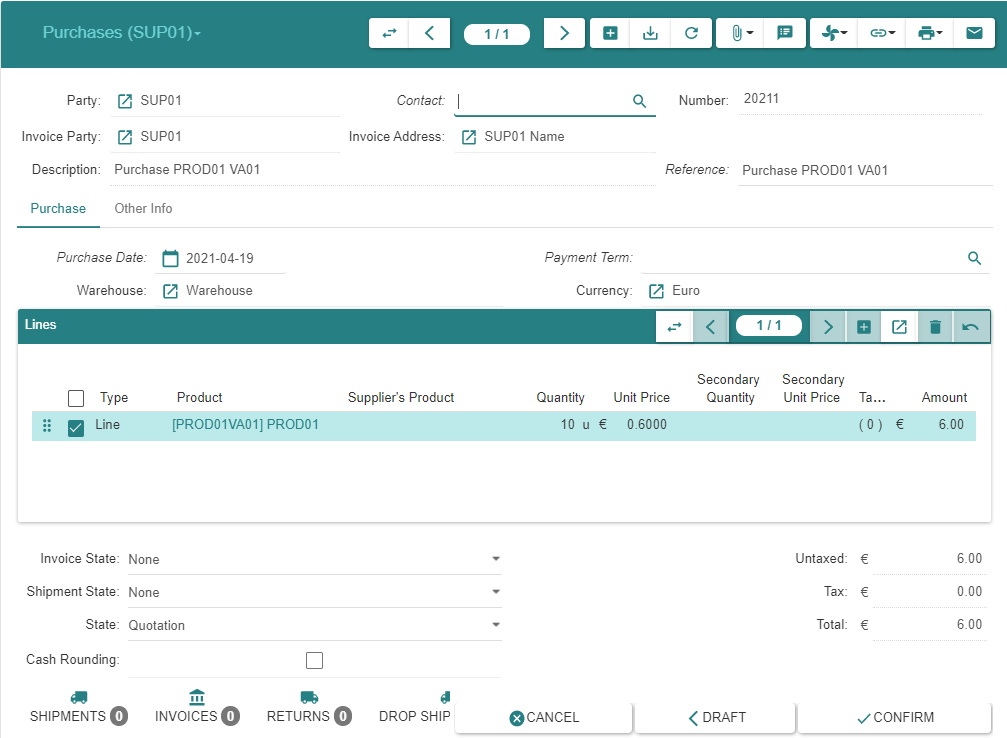 Purchases (SUP01)
1 / 1
Party: SUP01 Contact: Number: 20211
Invoice Party: SUP01 Invoice Address: SUP01 Name
Description: Purchase PROD01 VA01 Reference: Purchase PROD01 VA01
Purchase Other Info
Purchase Date: 2021-04-19 Payment Term:
Warehouse: Warehouse Currency: Euro
Lines 1 / 1
Type Product Supplier's Product Quantity Unit Price Secondary Quantity Secondary Unit Price Ta... Amount
Line [PROD01VA01] PROD01 10 u € 0.6000 ( 0 ) € 6.00
Invoice State: None Untaxed: € 6.00
Shipment State: None Tax: € 0.00
State: Quotation Total: € 6.00
Cash Rounding:
SHIPMENTS 0 INVOICES 0 RETURNS 0 DROP SHIP CANCEL DRAFT CONFIRM